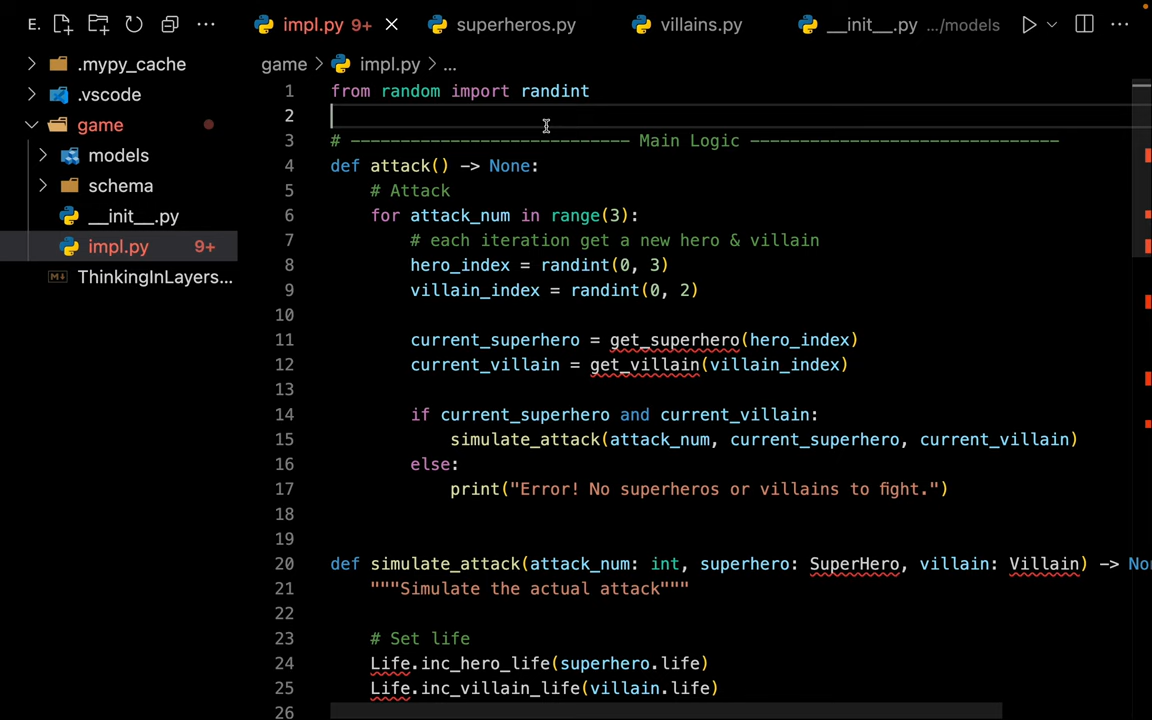 E. impl.py 9+ superheros.py villains.py __init__.py .../models
.mypy_cache
.vscode
game
models
schema
__init__.py
impl.py 9+
ThinkingInLayers...
game > impl.py > ...
1 from random import randint
2
3 # ---------------------------- Main Logic -------------------------------
4 def attack() -> None:
5 # Attack
6 for attack_num in range(3):
7 # each iteration get a new hero & villain
8 hero_index = randint(0, 3)
9 villain_index = randint(0, 2)
10
11 current_superhero = get_superhero(hero_index)
12 current_villain = get_villain(villain_index)
13
14 if current_superhero and current_villain:
15 simulate_attack(attack_num, current_superhero, current_villain)
16 else:
17 print("Error! No superheros or villains to fight.")
18
19
20 def simulate_attack(attack_num: int, superhero: SuperHero, villain: Villain) -> No
21 """Simulate the actual attack"""
22
23 # Set life
24 Life.inc_hero_life(superhero.life)
25 Life.inc_villain_life(villain.life)
26